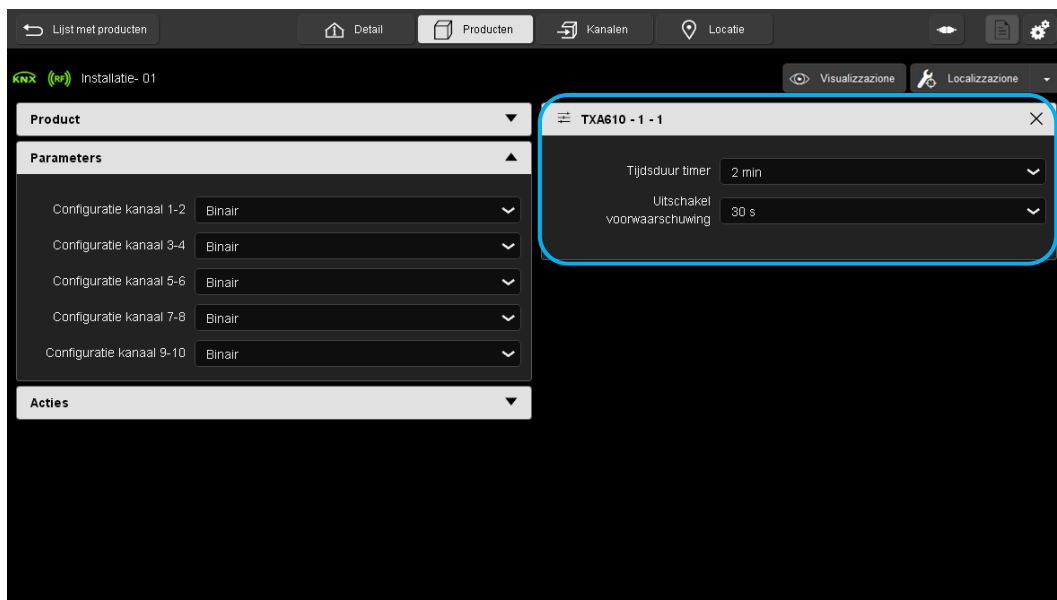 Lijst met producten
Detail
Producten
Kanalen
Locatie
KNX ((RF)) Installatie- 01
Visualizzazione
Localizzazione
Product
Parameters
Configuratie kanaal 1-2 Binair
Configuratie kanaal 3-4 Binair
Configuratie kanaal 5-6 Binair
Configuratie kanaal 7-8 Binair
Configuratie kanaal 9-10 Binair
Acties
TXA610 - 1 - 1
Tijdsduur timer 2 min
Uitschakel
voorwaarschuwing 30 s